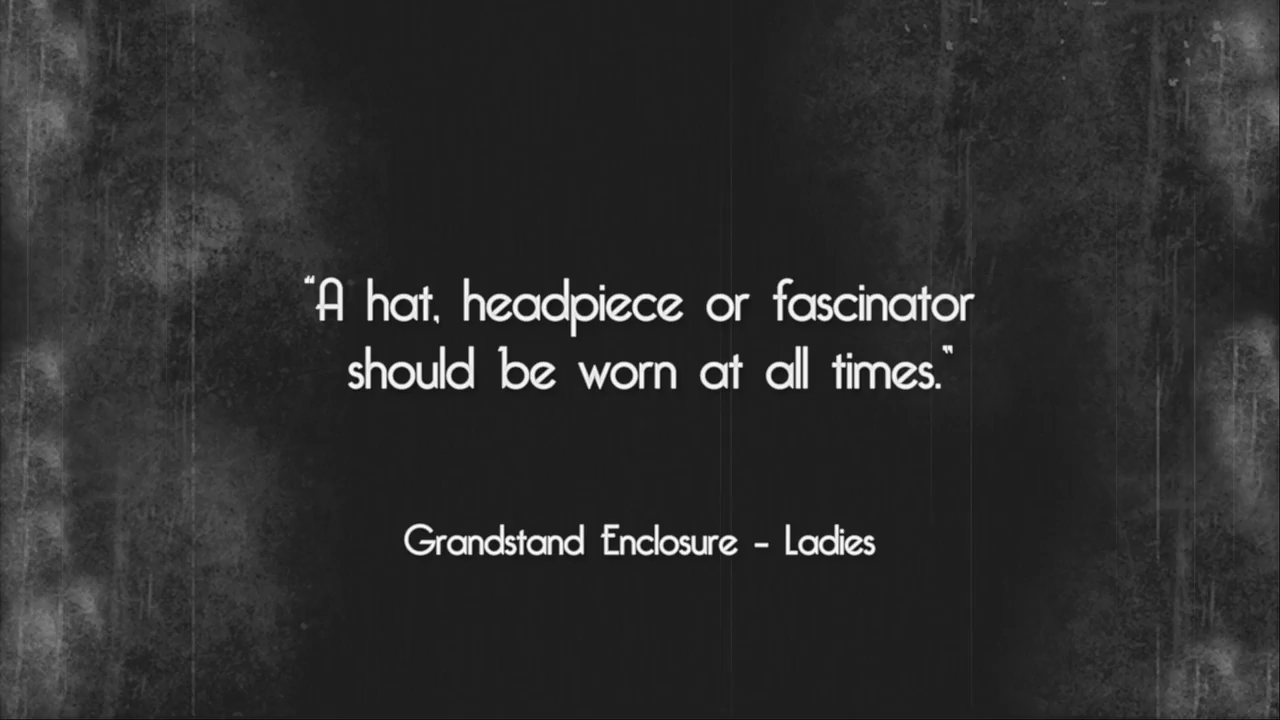 “A hat, headpiece or fascinator
should be worn at all times.”
Grandstand Enclosure - Ladies